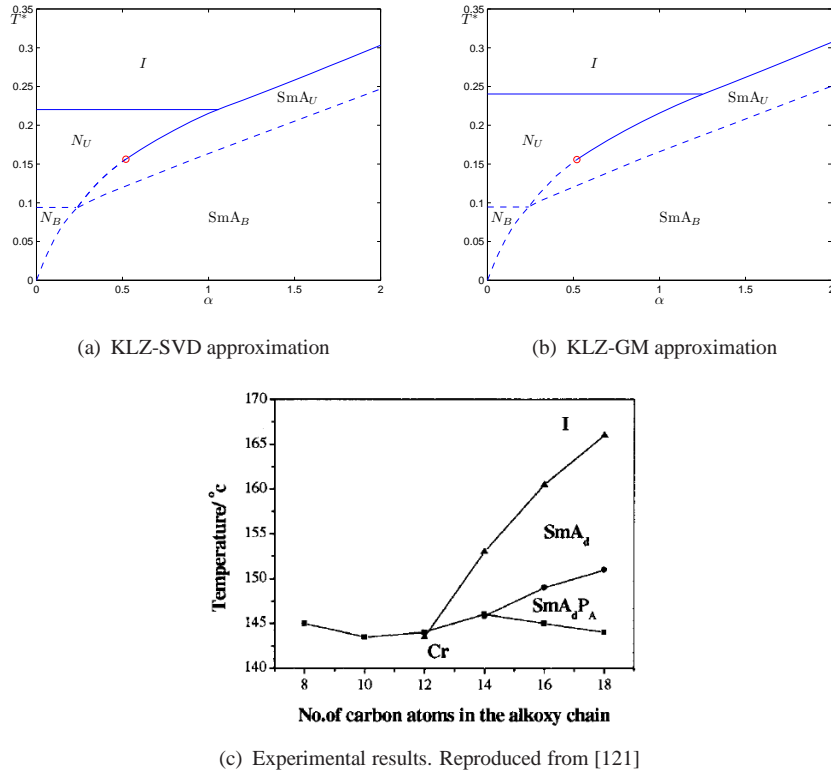 0.35
T*
0.3
0.25
0.2
0.15
0.1
0.05
0
I
SmA_U
N_U
N_B
SmA_B
0
0.5
1
1.5
2
α
(a) KLZ-SVD approximation
0.35
T*
0.3
0.25
0.2
0.15
0.1
0.05
0
I
SmA_U
N_U
N_B
SmA_B
0
0.5
1
1.5
2
α
(b) KLZ-GM approximation
170
165
160
155
150
145
140
Temperature/ °c
I
SmA_d
SmA_dP_A
Cr
8 10 12 14 16 18
No.of carbon atoms in the alkoxy chain
(c) Experimental results. Reproduced from [121]